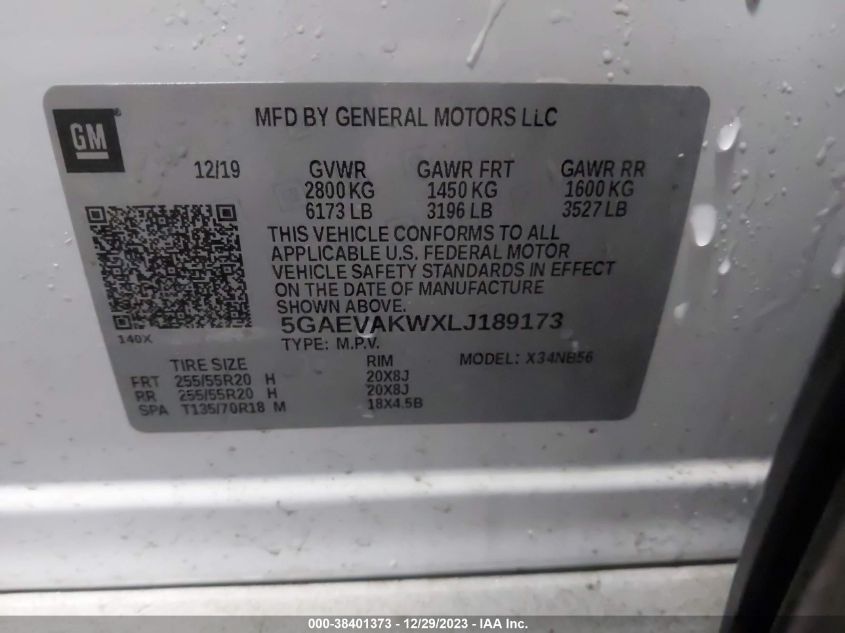 GM
MFD BY GENERAL MOTORS LLC
12/19 GVWR GAWR FRT GAWR RR
2800 KG 1450 KG 1600 KG
6173 LB 3196 LB 3527 LB
THIS VEHICLE CONFORMS TO ALL
APPLICABLE U.S. FEDERAL MOTOR
VEHICLE SAFETY STANDARDS IN EFFECT
ON THE DATE OF MANUFACTURE
SHOWN ABOVE.
140X 5GAEVAKWXLJ189173
TYPE: M.P.V. MODEL: X34NB56
TIRE SIZE RIM
FRT 255/55R20 H 20X8J
RR 255/55R20 H 20X8J
SPA T135/70R18 M 18X4.5B
000-38401373 - 12/29/2023 - IAA Inc.